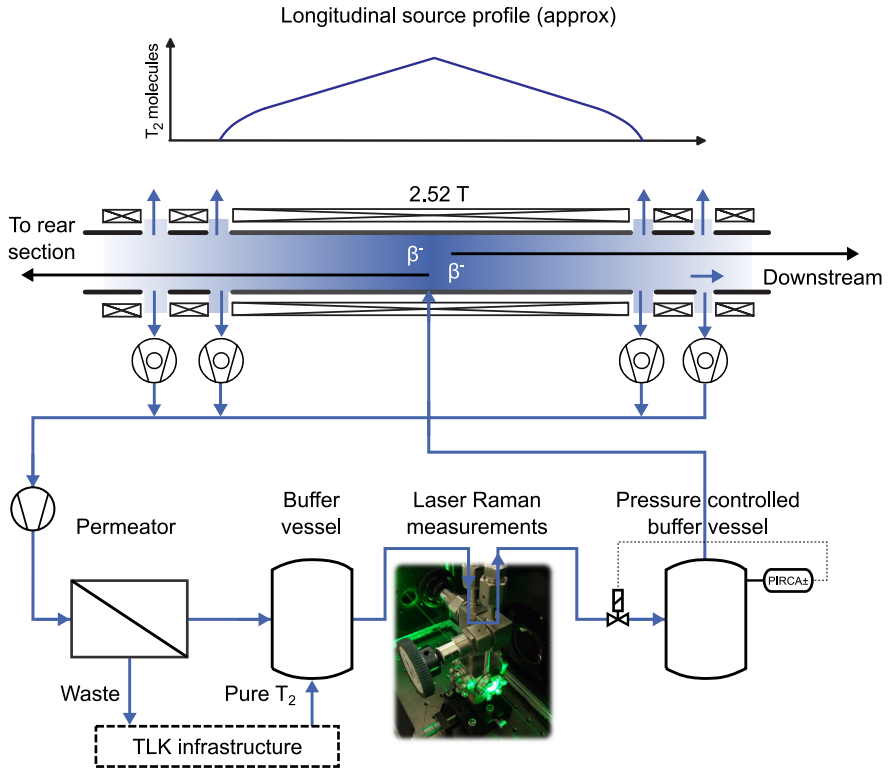 Longitudinal source profile (approx)
T2 molecules
2.52 T
To rear
section
β-
β-
Downstream
Permeator
Buffer
vessel
Laser Raman
measurements
Pressure controlled
buffer vessel
PIRCA±
Waste
Pure T2
TLK infrastructure